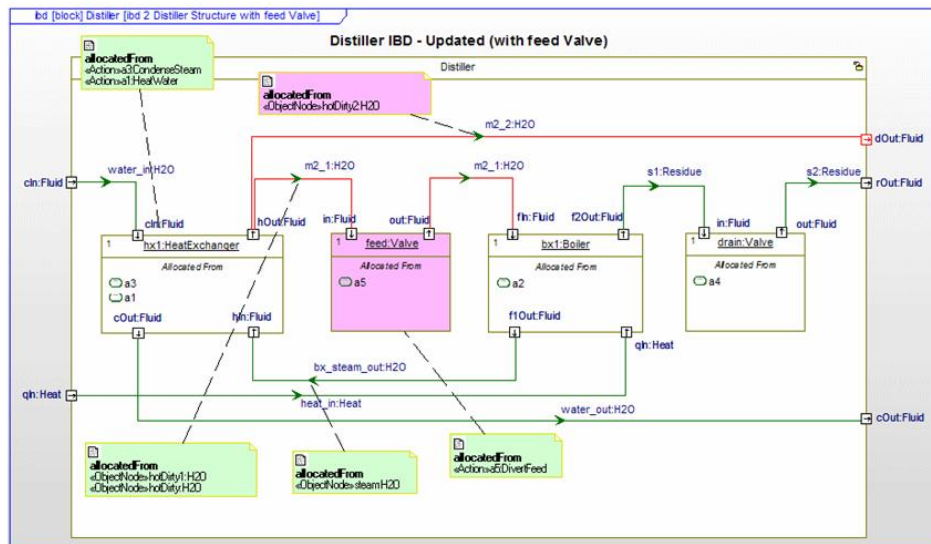 ibd [block] Distiller [ibd 2 Distiller Structure with feed Valve]
Distiller IBD - Updated (with feed Valve)
Distiller
allocatedFrom
«Action»a3:CondenseSteam
«Action»a1:HeatWater
allocatedFrom
«ObjectNode»hotDirty2:H2O
m2_2:H2O
dOut:Fluid
water_in:H2O
m2_1:H2O
m2_1:H2O
s1:Residue
s2:Residue
cIn:Fluid
rOut:Fluid
cIn:Fluid
hOut:Fluid
in:Fluid
out:Fluid
fIn:Fluid
f2Out:Fluid
in:Fluid
out:Fluid
1
hx1:HeatExchanger
1
feed:Valve
1
bx1:Boiler
1
drain:Valve
Allocated From
Allocated From
Allocated From
Allocated From
a3
a5
a2
a4
a1
cOut:Fluid
hIn:Fluid
f1Out:Fluid
qIn:Heat
bx_steam_out:H2O
qIn:Heat
heat_in:Heat
water_out:H2O
cOut:Fluid
allocatedFrom
«ObjectNode»hotDirty1:H2O
«ObjectNode»hotDirty:H2O
allocatedFrom
«ObjectNode»steam:H2O
allocatedFrom
«Action»a5:DivertFeed